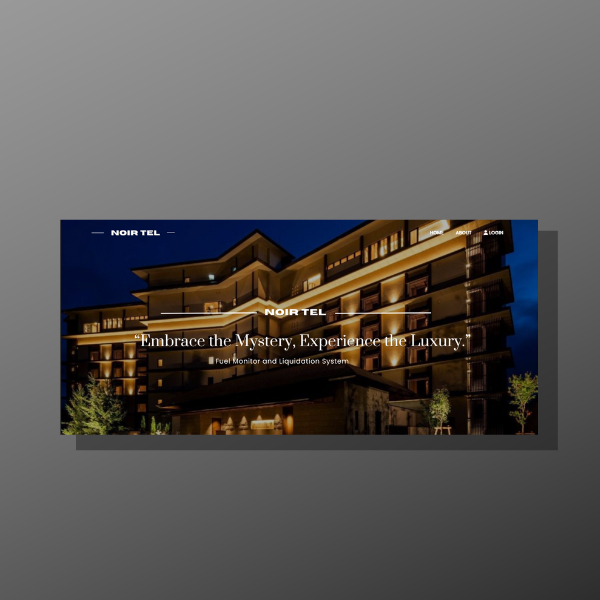 NOIR TEL
HOME ABOUT LOGIN
NOIR TEL
“Embrace the Mystery, Experience the Luxury.”
Fuel Monitor and Liquidation System